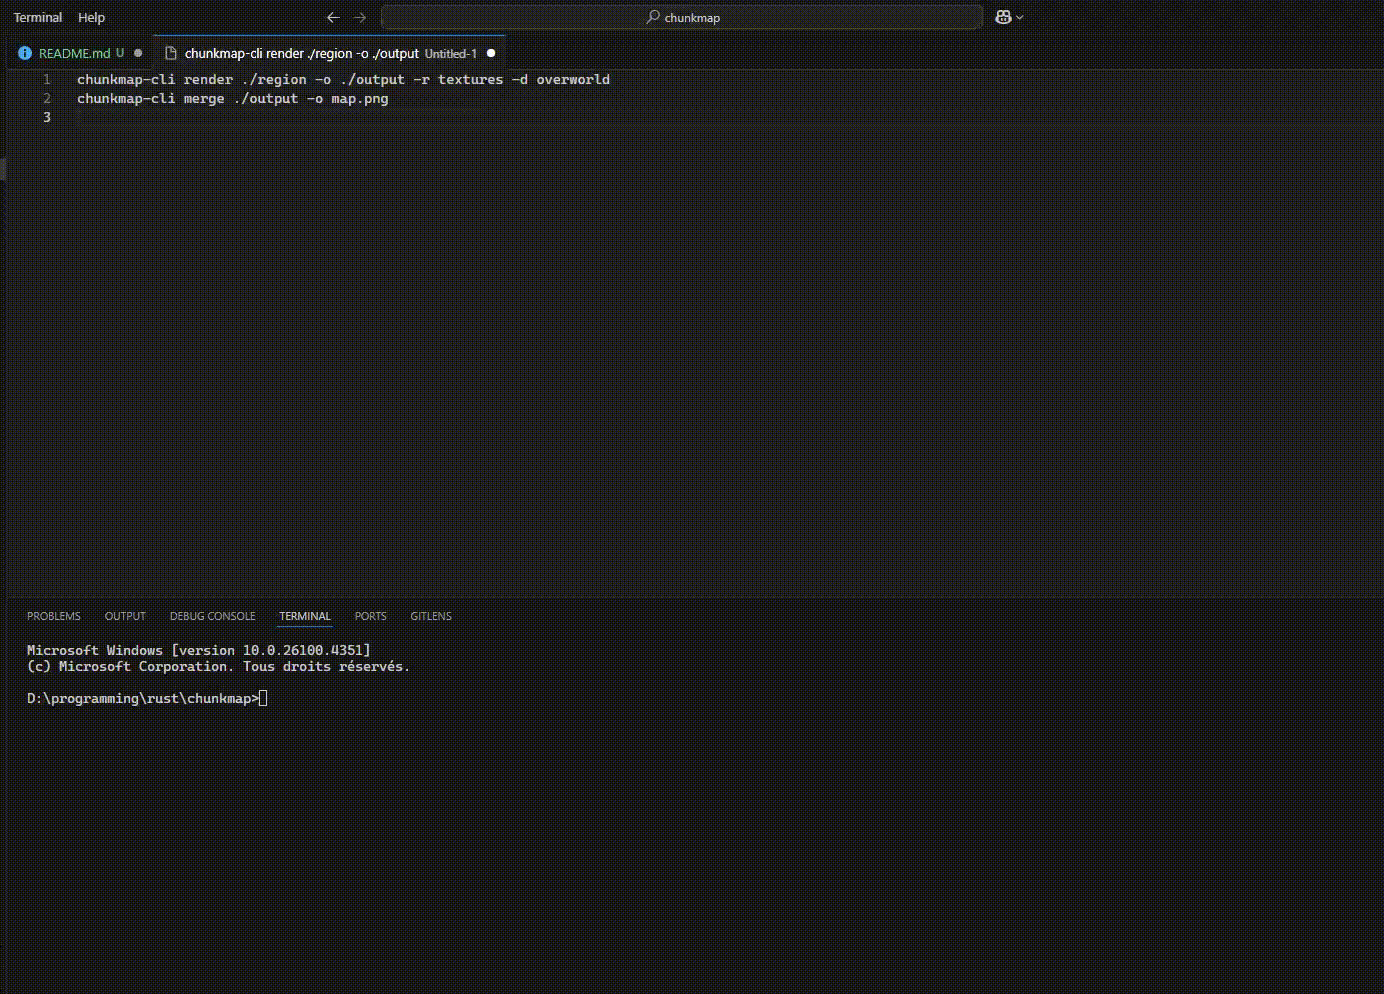 Terminal Help
chunkmap
README.md U
chunkmap-cli render ./region -o ./output Untitled-1
1 chunkmap-cli render ./region -o ./output -r textures -d overworld
2 chunkmap-cli merge ./output -o map.png
3
PROBLEMS OUTPUT DEBUG CONSOLE TERMINAL PORTS GITLENS
Microsoft Windows [version 10.0.26100.4351]
(c) Microsoft Corporation. Tous droits réservés.
D:\programming\rust\chunkmap>